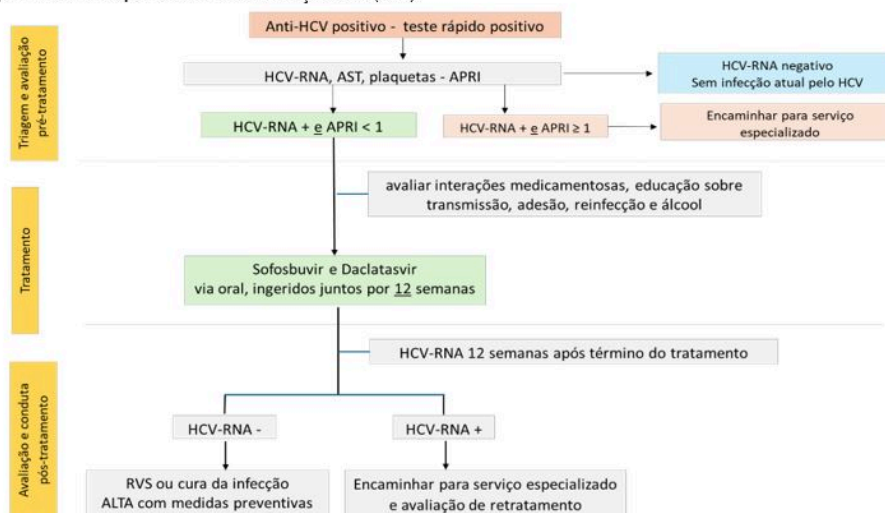 Anti-HCV positivo - teste rápido positivo
Triagem e avaliação
pré-tratamento
HCV-RNA, AST, plaquetas - APRI
HCV-RNA negativo
Sem infecção atual pelo HCV
HCV-RNA + e APRI < 1
HCV-RNA + e APRI ≥ 1
Encaminhar para serviço
especializado
Tratamento
avaliar interações medicamentosas, educação sobre
transmissão, adesão, reinfecção e álcool
Sofosbuvir e Daclatasvir
via oral, ingeridos juntos por 12 semanas
Avaliação e conduta
pós-tratamento
HCV-RNA 12 semanas após término do tratamento
HCV-RNA -
HCV-RNA +
RVS ou cura da infecção
ALTA com medidas preventivas
Encaminhar para serviço especializado
e avaliação de retratamento